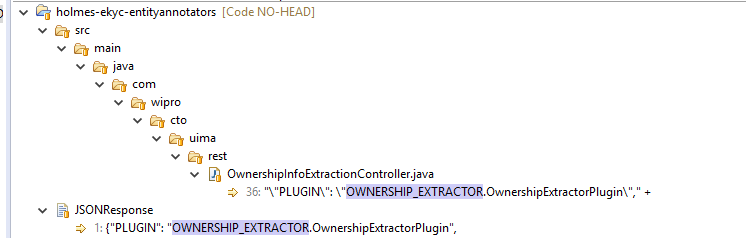 holmes-ekyc-entityannotators [Code NO-HEAD]
src
main
java
com
wipro
cto
uima
rest
OwnershipInfoExtractionController.java
36: "\"PLUGIN\": \"OWNERSHIP_EXTRACTOR.OwnershipExtractorPlugin\"," +
JSONResponse
1: {"PLUGIN": "OWNERSHIP_EXTRACTOR.OwnershipExtractorPlugin",